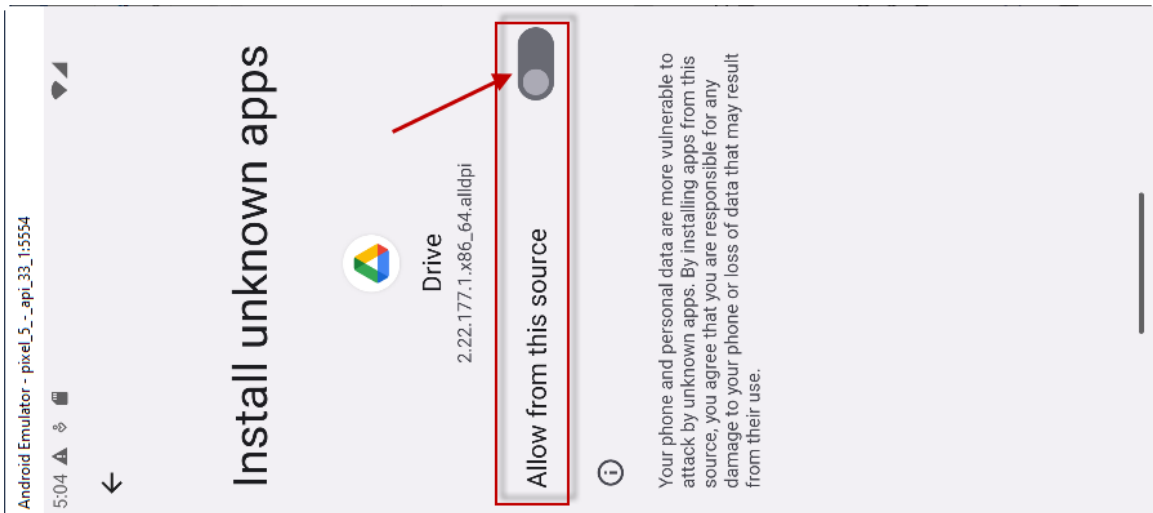 Android Emulator - pixel_5_-_api_33_1:5554
5:04
Install unknown apps
Drive
2.22.177.1.x86_64.alldpi
Allow from this source
Your phone and personal data are more vulnerable to
attack by unknown apps. By installing apps from this
source, you agree that you are responsible for any
damage to your phone or loss of data that may result
from their use.